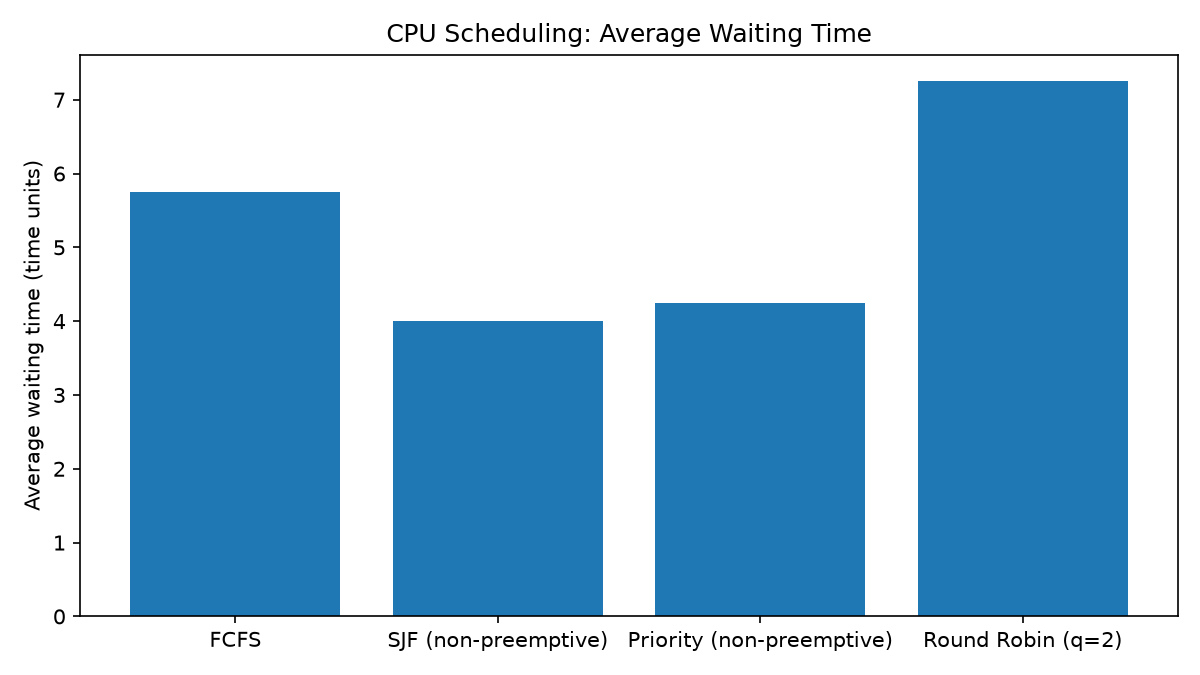 CPU Scheduling: Average Waiting Time
Average waiting time (time units)
7
6
5
4
3
2
1
0
FCFS
SJF (non-preemptive)
Priority (non-preemptive)
Round Robin (q=2)